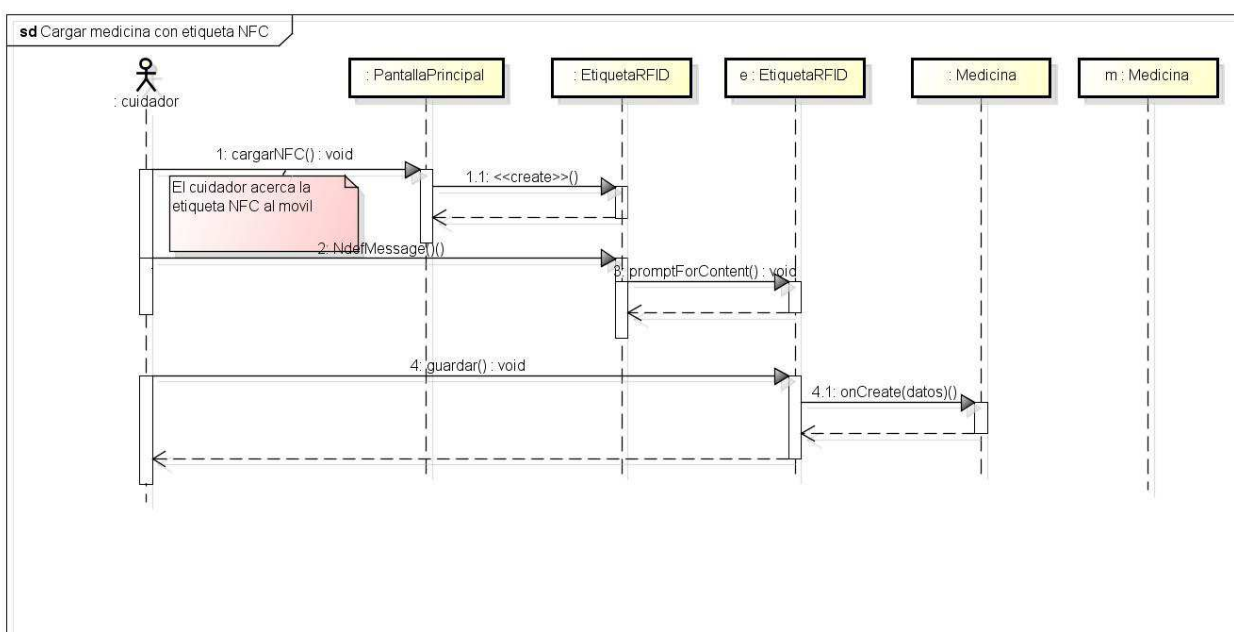 sd Cargar medicina con etiqueta NFC
: cuidador
: PantallaPrincipal
: EtiquetaRFID
e : EtiquetaRFID
: Medicina
m : Medicina
1: cargarNFC() : void
El cuidador acerca la
etiqueta NFC al movil
1.1: <<create>>()
2: NdefMessage()()
3: promptForContent() : void
4: guardar() : void
4.1: onCreate(datos)()